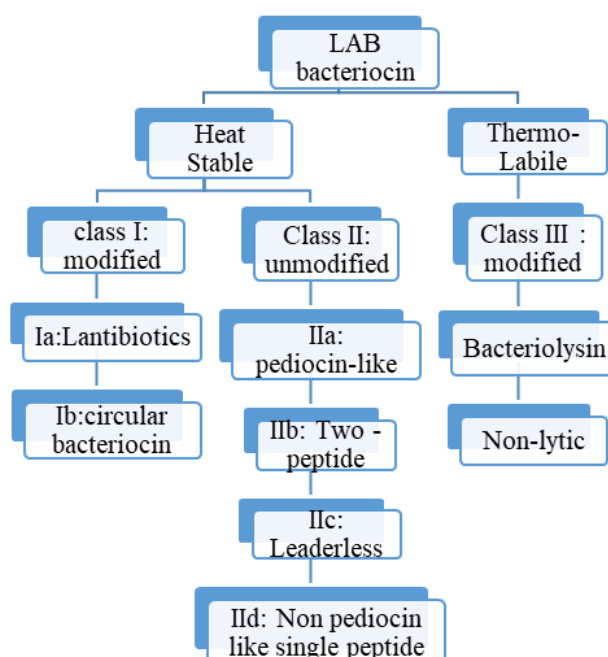 LAB
bacteriocin
Heat
Stable
Thermo-
Labile
class I:
modified
Class II:
unmodified
Class III :
modified
Ia:Lantibiotics
IIa:
pediocin-like
Bacteriolysin
Ib:circular
bacteriocin
IIb: Two -
peptide
Non-lytic
IIc:
Leaderless
IId: Non pediocin
like single peptide